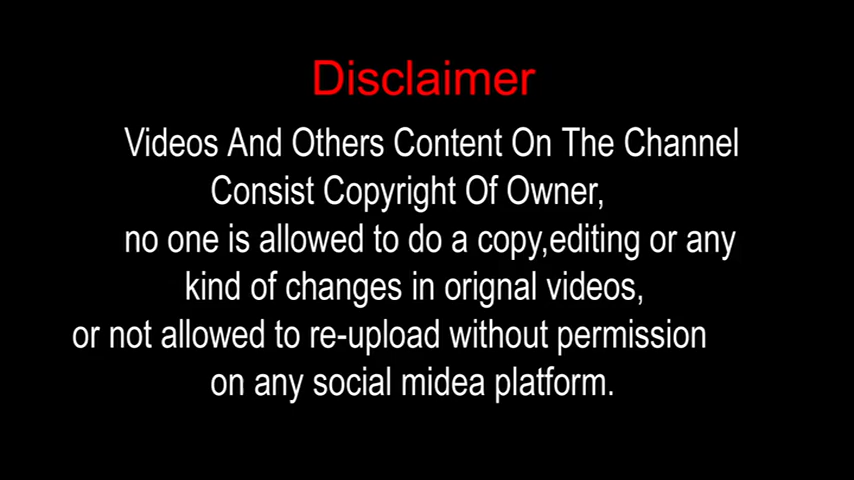 Disclaimer
Videos And Others Content On The Channel
Consist Copyright Of Owner,
no one is allowed to do a copy,editing or any
kind of changes in orignal videos,
or not allowed to re-upload without permission
on any social midea platform.